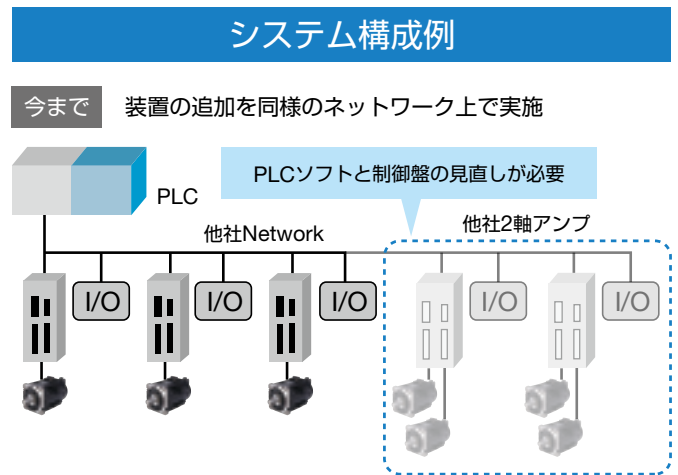 システム構成例
今まで 装置の追加を同様のネットワーク上で実施
PLCソフトと制御盤の見直しが必要
PLC
他社Network
他社2軸アンプ
I/O
I/O
I/O
I/O
I/O